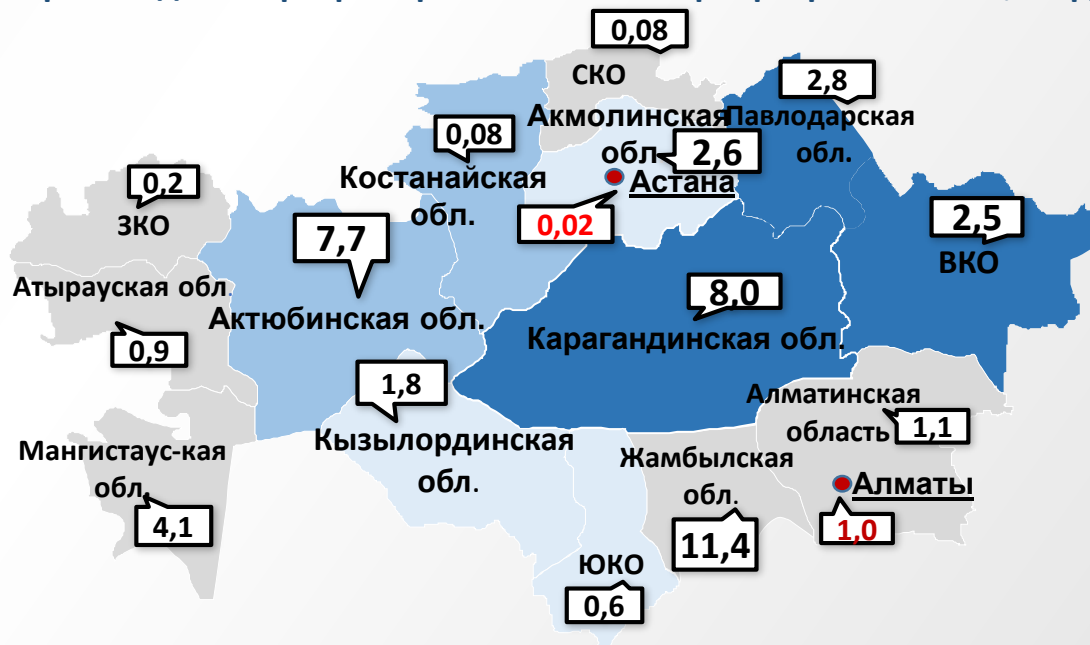 0,08
СКО
2,8
Акмолинская
обл.
Павлодарская
обл.
0,08
2,6
Костанайская
обл.
Астана
0,02
0,2
ЗКО
7,7
2,5
ВКО
Атырауская обл.
Актюбинская обл.
8,0
Карагандинская обл.
0,9
1,8
Алматинская
область
1,1
Кызылординская
обл.
Мангистаус-кая
обл.
4,1
Жамбылская
обл.
Алматы
11,4
1,0
ЮКО
0,6